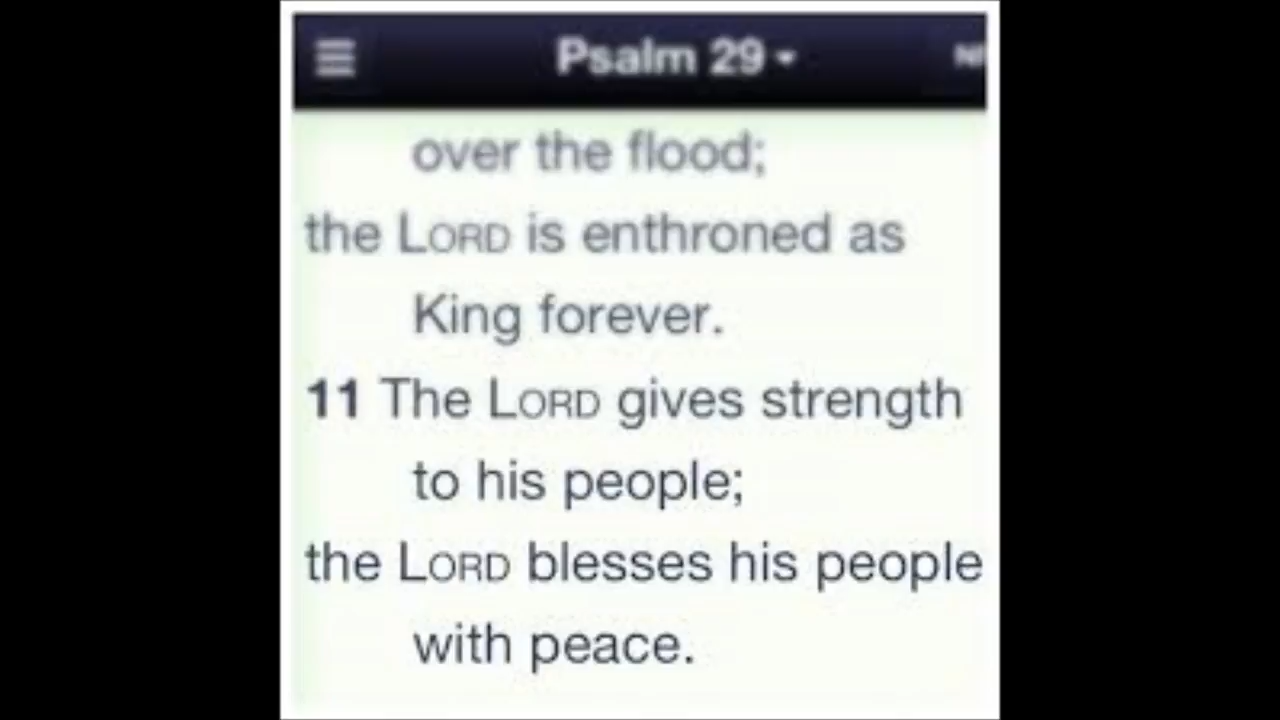 Psalm 29
over the flood;
the LORD is enthroned as
King forever.
11 The LORD gives strength
to his people;
the LORD blesses his people
with peace.